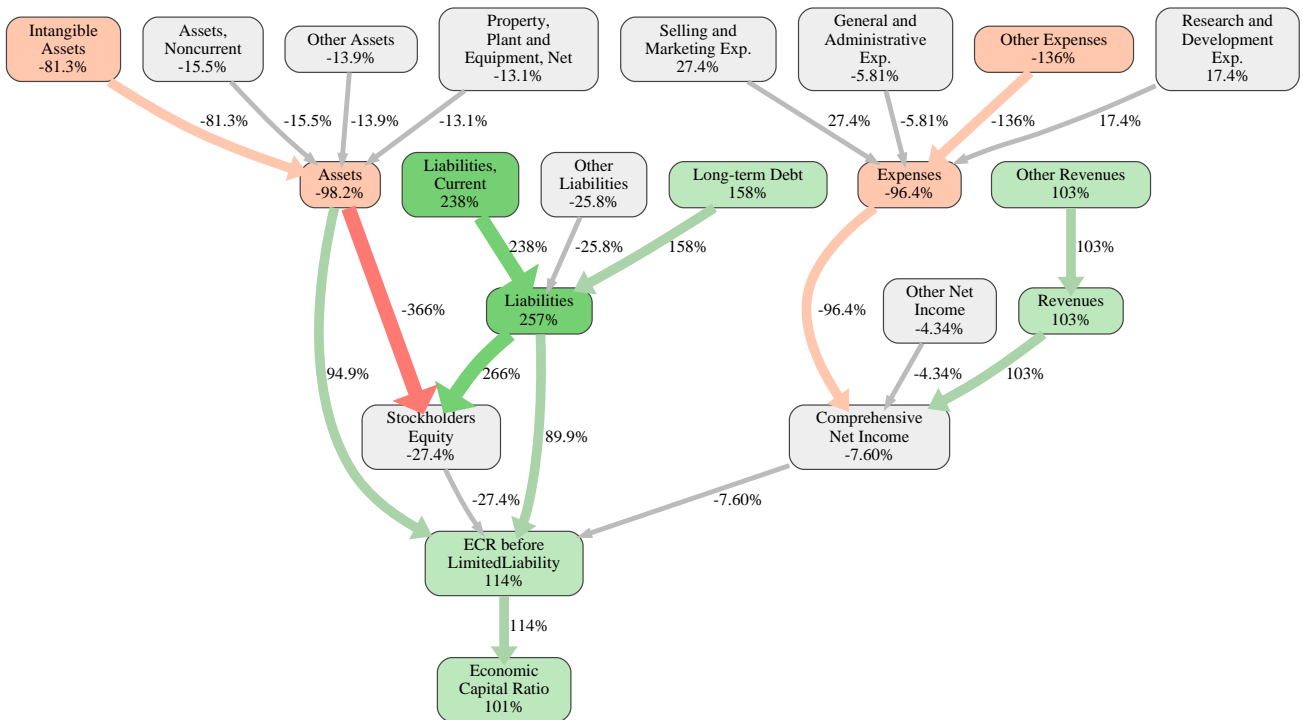 Intangible
Assets
-81.3%
Assets,
Noncurrent
-15.5%
Other Assets
-13.9%
Property,
Plant and
Equipment, Net
-13.1%
Selling and
Marketing Exp.
27.4%
General and
Administrative
Exp.
-5.81%
Other Expenses
-136%
Research and
Development
Exp.
17.4%
-81.3%
-15.5%
-13.9%
-13.1%
27.4%
-5.81%
-136%
17.4%
Assets
-98.2%
Liabilities,
Current
238%
Other
Liabilities
-25.8%
Long-term Debt
158%
Expenses
-96.4%
Other Revenues
103%
238%
-25.8%
158%
103%
-366%
Liabilities
257%
-96.4%
Other Net
Income
-4.34%
Revenues
103%
94.9%
266%
-4.34%
103%
Stockholders
Equity
-27.4%
89.9%
Comprehensive
Net Income
-7.60%
-27.4%
-7.60%
ECR before
LimitedLiability
114%
114%
Economic
Capital Ratio
101%